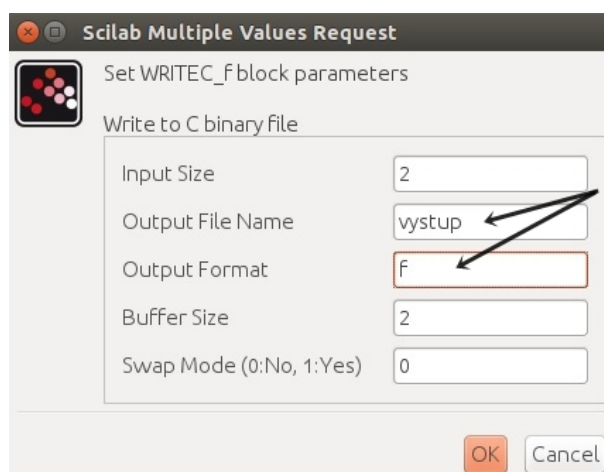 Scilab Multiple Values Request
Set WRITEC_f block parameters
Write to C binary file
Input Size 2
Output File Name vystup
Output Format f
Buffer Size 2
Swap Mode (0:No, 1:Yes) 0
OK Cancel